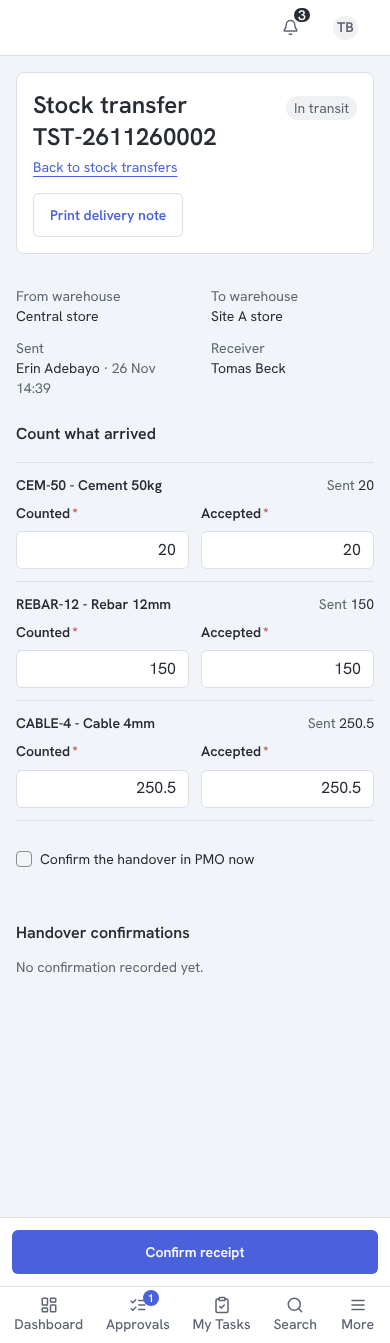 3
TB
Stock transfer
TST-2611260002
In transit
Back to stock transfers
Print delivery note
From warehouse
Central store
To warehouse
Site A store
Sent
Erin Adebayo · 26 Nov
14:39
Receiver
Tomas Beck
Count what arrived
CEM-50 - Cement 50kg
Sent 20
Counted *
Accepted *
20
20
REBAR-12 - Rebar 12mm
Sent 150
Counted *
Accepted *
150
150
CABLE-4 - Cable 4mm
Sent 250.5
Counted *
Accepted *
250.5
250.5
Confirm the handover in PMO now
Handover confirmations
No confirmation recorded yet.
Confirm receipt
1
Dashboard
Approvals
My Tasks
Search
More